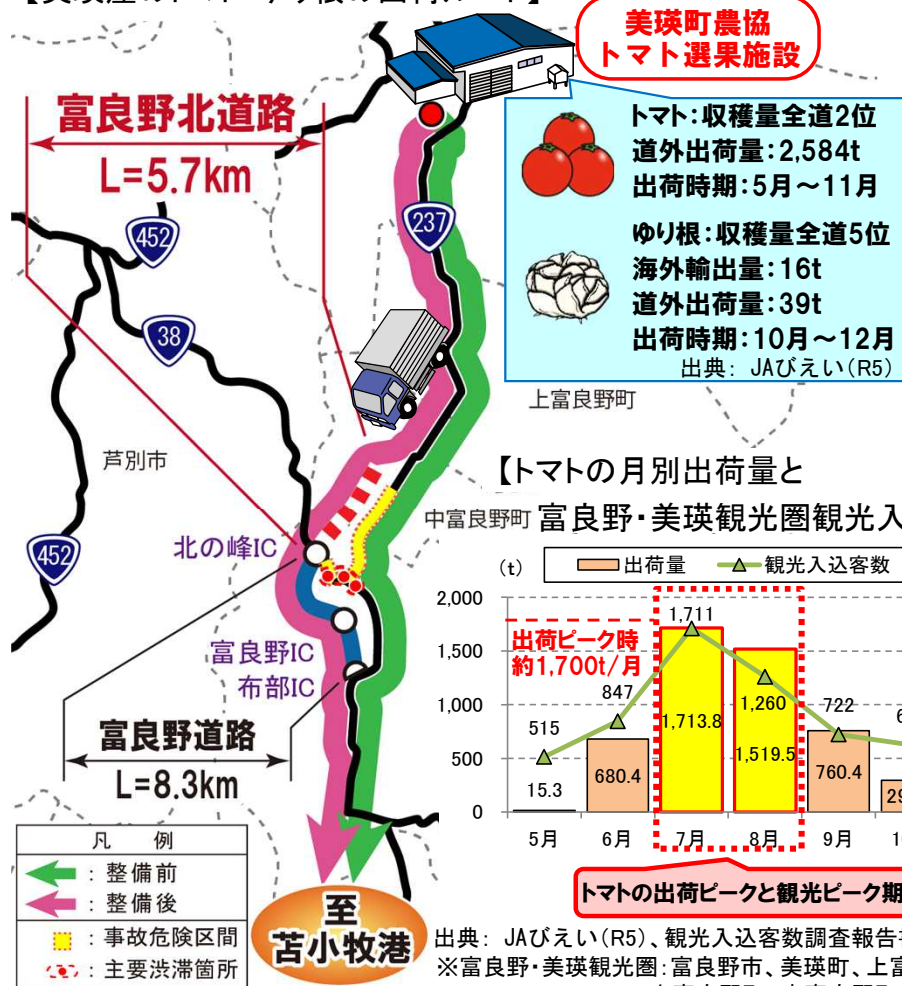 美瑛町農協
トマト選果施設
富良野北道路
L=5.7km
トマト:収穫量全道2位
道外出荷量:2,584t
出荷時期:5月～11月
ゆり根:収穫量全道5位
海外輸出量:16t
道外出荷量:39t
出荷時期:10月～12月
出典: JAびえい(R5)
452
237
38
上富良野町
芦別市
中富良野町
452
北の峰IC
富良野IC
布部IC
富良野道路
L=8.3km
凡 例
:整備前
:整備後
:事故危険区間
:主要渋滞箇所
至
苫小牧港
【トマトの月別出荷量と
富良野・美瑛観光圏観光入
(t)
出荷量
観光入込客数
2,000
1,500
1,000
500
0
出荷ピーク時
約1,700t/月
515
847
1,711
1,260
722
15.3
680.4
1,713.8
1,519.5
760.4
5月
6月
7月
8月
9月
トマトの出荷ピークと観光ピーク期
出典: JAびえい(R5)、観光入込客数調査報告
※富良野・美瑛観光圏:富良野市、美瑛町、上富